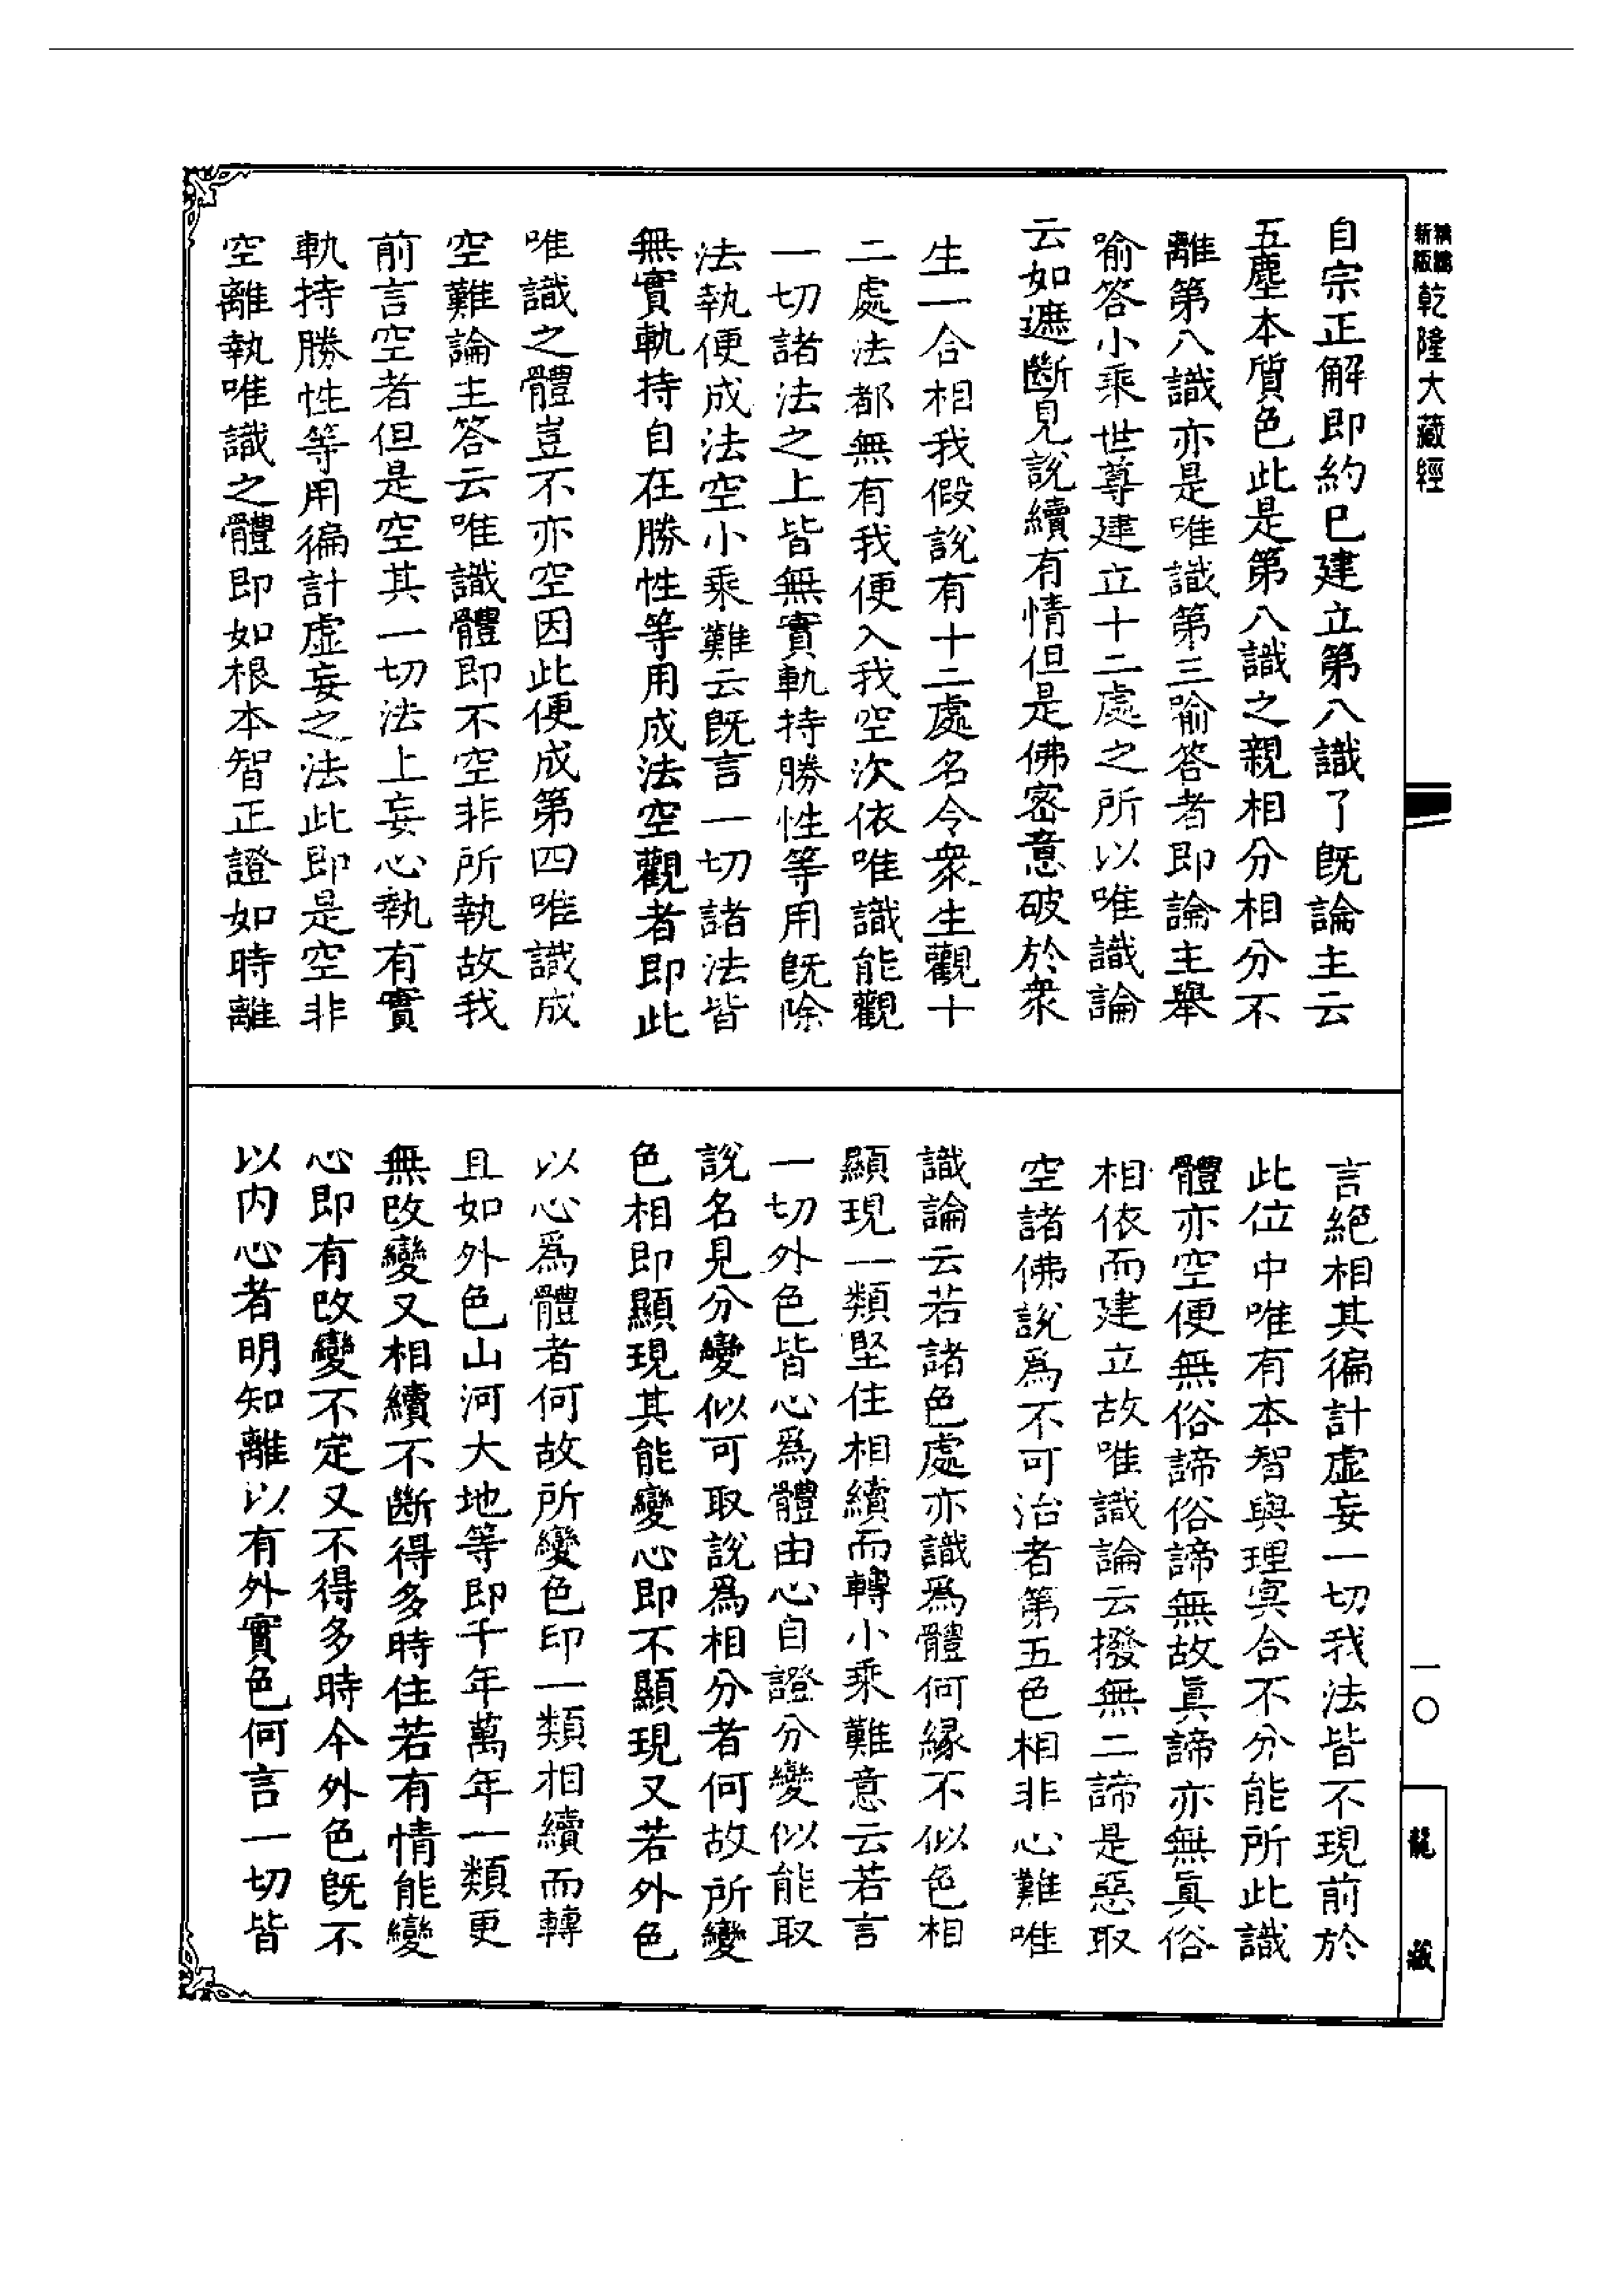 新版精縮乾隆大藏經
自宗正解即約已建立第八識了既論主云
五塵本質色此是第八識之親相分相分不
離第八識亦是唯識第三喻答者即論主舉
喻答小乘世尊建立十二處之所以唯識論
云如遮斷見說續有情但是佛密意破於衆
生一合相我假說有十二處名令衆生觀十
二處法都無有我便入我空次依唯識能觀
一切諸法之上皆無實軌持勝性等用既除
法執便成法空小乘難云既言一切諸法皆
無實軌持自在勝性等用成法空觀者即此
唯識之體豈不亦空因此便成第四唯識成
空難論主答云唯識體即不空非所執故我
前言空者但是空其一切法上妄心執有實
軌持勝性等用徧計虛妄之法此即是空非
空離執唯識之體即如根本智正證如時離
言絕相其徧計虛妄一切我法皆不現前於
此位中唯有本智與理冥合不分能所此識
體亦空便無俗諦俗諦無故眞諦亦無眞俗
相依而建立故唯識論云撥無二諦是惡取
空諸佛說爲不可治者第五色相非心難唯
識論云若諸色處亦識爲體何緣不似色相
顯現一類堅住相續而轉小乘難意云若言
一切外色皆心爲體由心自證分變似能取
說名見分變似可取說爲相分者何故所變
色相即顯現其能變心即不顯現又若外色
以心爲體者何故所變色印一類相續而轉
且如外色山河大地等即千年萬年一類更
無改變又相續不斷得多時住若有情能變
心即有改變不定又不得多時今外色既不
以内心者明知離以有外實色何言一切皆
一〇
龍藏